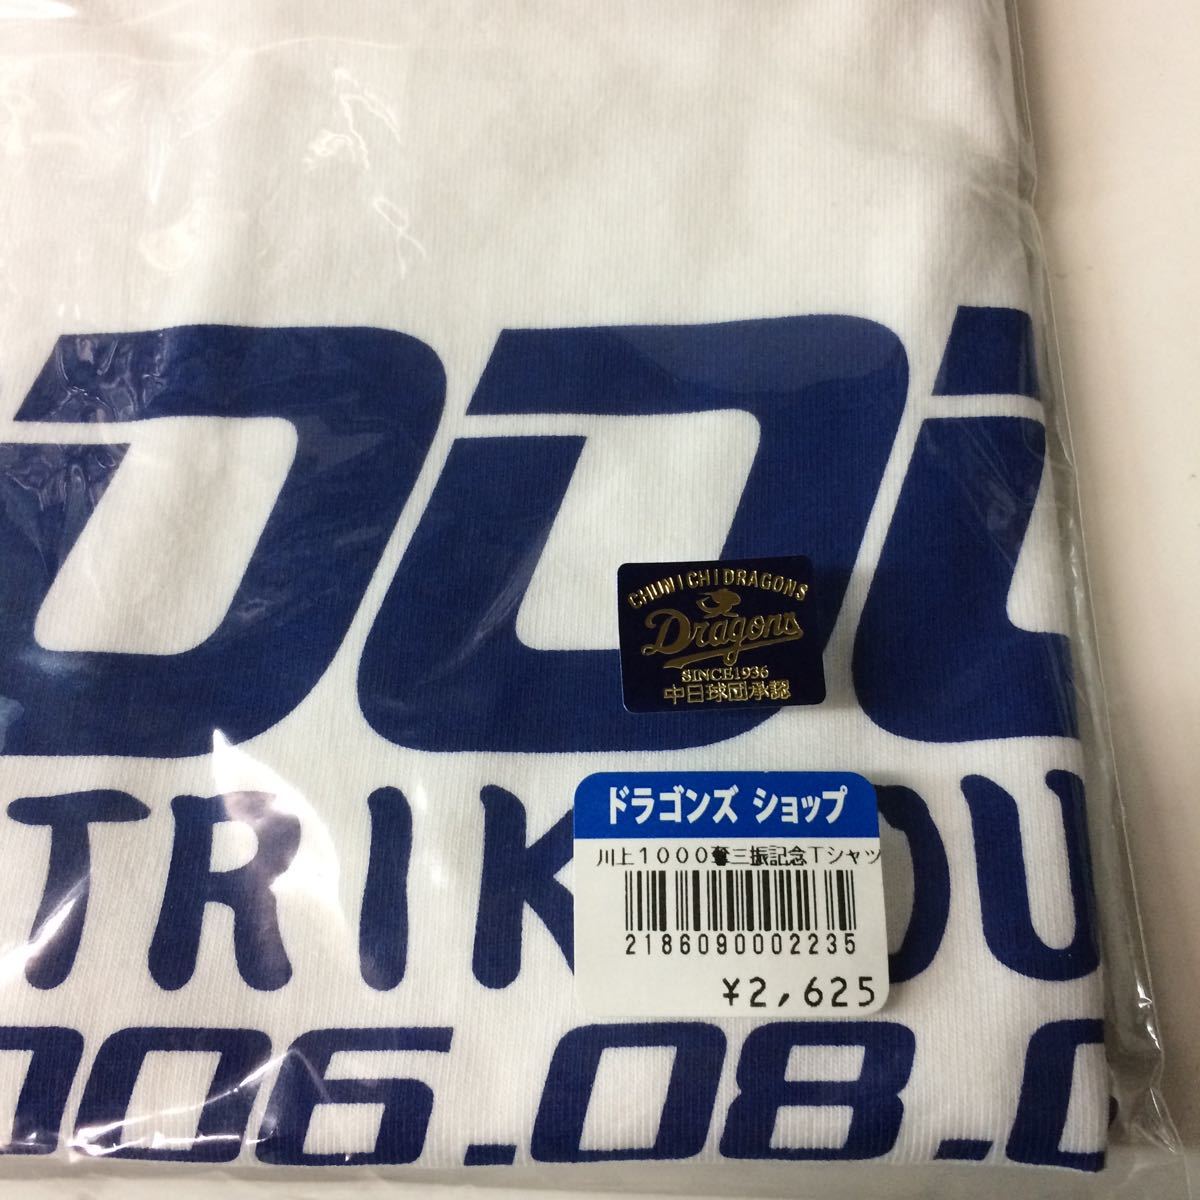 000
TRIKOU
CHUNICHI DRAGONS
Dragons
SINCE1936
中日球団承認
ドラゴンズ ショップ
川上1000奪三振記念Tシャツ
2186090002235
¥2,625
006.08.0